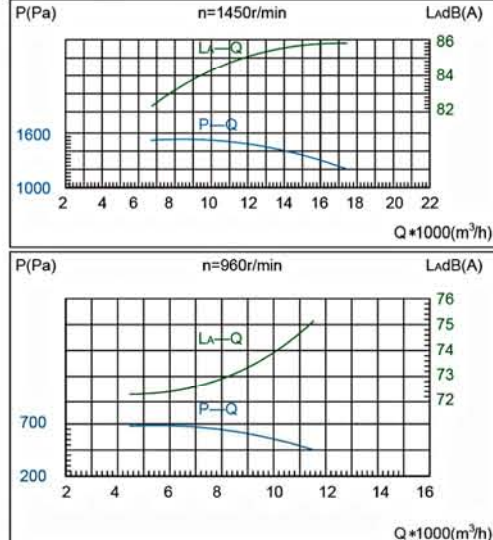 P(Pa) n=1450r/min LAdB(A)
86
LA—Q
84
82
P—Q
1600
1000
2 4 6 8 10 12 14 16 18 20 22
Q*1000(m³/h)
P(Pa) n=960r/min LAdB(A)
76
75
LA—Q
74
73
72
P—Q
700
200
2 4 6 8 10 12 14 16
Q*1000(m³/h)